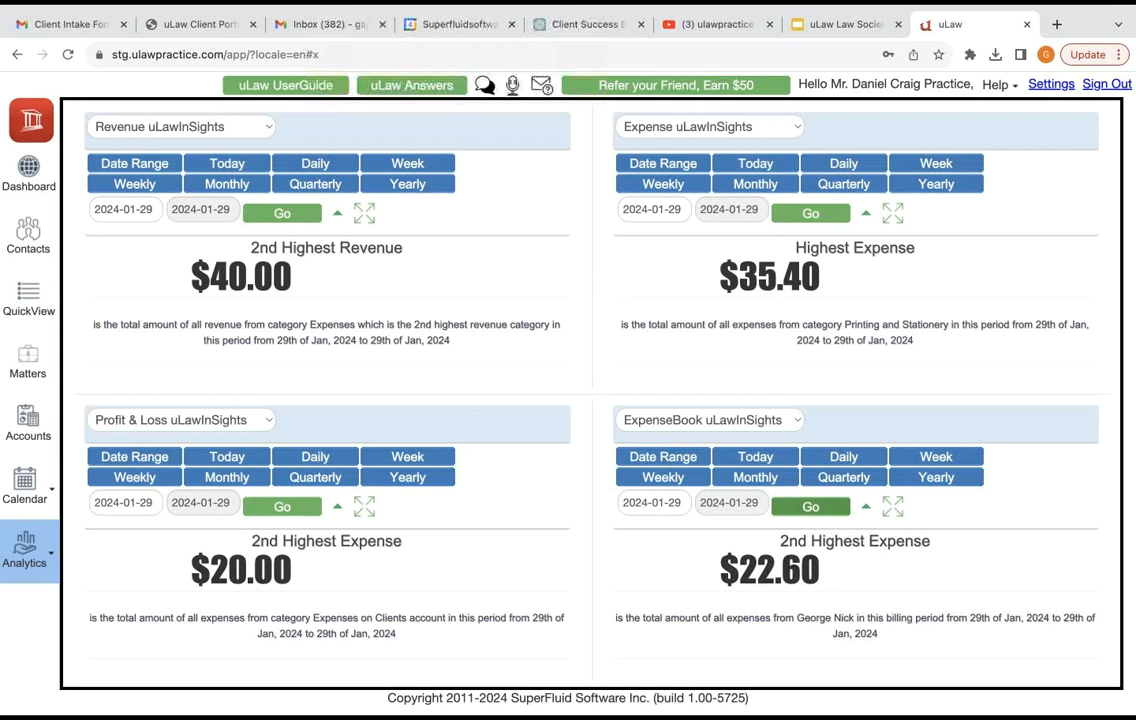 Client Intake For
uLaw Client Port
Inbox (382) - g
Superfluidsoftw
Client Success E
(3) ulawpractice
uLaw Law Socie
uLaw
stg.ulawpractice.com/app/?locale=en#x
G
Update
uLaw UserGuide
uLaw Answers
Refer your Friend, Earn $50
Hello Mr. Daniel Craig Practice, Help
Settings
Sign Out
Dashboard
Contacts
QuickView
Matters
Accounts
Calendar
Analytics
Revenue uLawInSights
Date Range Today Daily Week
Weekly Monthly Quarterly Yearly
2024-01-29 2024-01-29 Go
2nd Highest Revenue
$40.00
is the total amount of all revenue from category Expenses which is the 2nd highest revenue category in
this period from 29th of Jan, 2024 to 29th of Jan, 2024
Expense uLawInSights
Date Range Today Daily Week
Weekly Monthly Quarterly Yearly
2024-01-29 2024-01-29 Go
Highest Expense
$35.40
is the total amount of all expenses from category Printing and Stationery in this period from 29th of Jan,
2024 to 29th of Jan, 2024
Profit & Loss uLawInSights
Date Range Today Daily Week
Weekly Monthly Quarterly Yearly
2024-01-29 2024-01-29 Go
2nd Highest Expense
$20.00
is the total amount of all expenses from category Expenses on Clients account in this period from 29th of
Jan, 2024 to 29th of Jan, 2024
ExpenseBook uLawInSights
Date Range Today Daily Week
Weekly Monthly Quarterly Yearly
2024-01-29 2024-01-29 Go
2nd Highest Expense
$22.60
is the total amount of all expenses from George Nick in this billing period from 29th of Jan, 2024 to 29th of
Jan, 2024
Copyright 2011-2024 SuperFluid Software Inc. (build 1.00-5725)